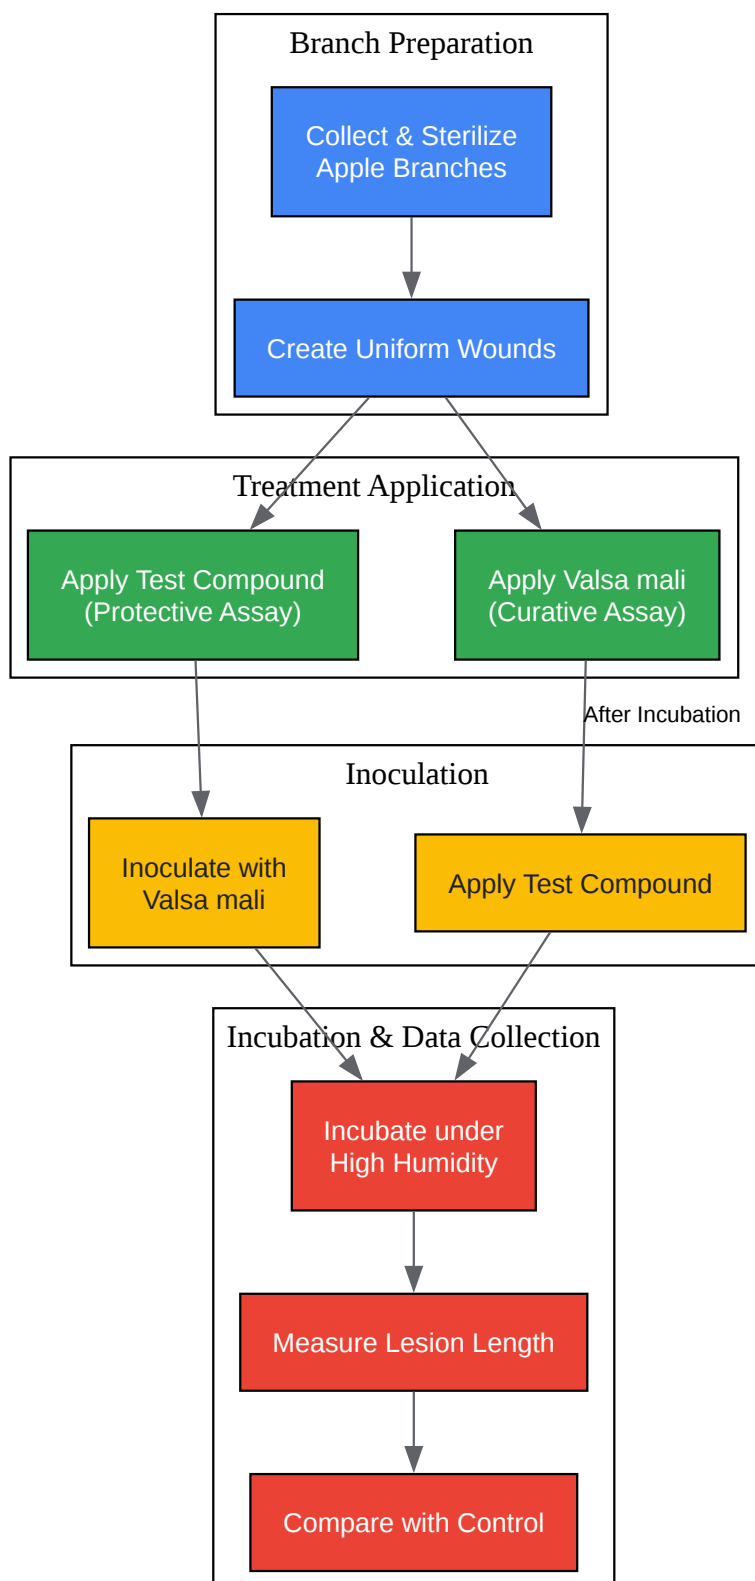 Branch Preparation
Collect & Sterilize
Apple Branches
Create Uniform Wounds
Treatment Application
Apply Test Compound
(Protective Assay)
Apply Valsa mali
(Curative Assay)
After Incubation
Inoculation
Inoculate with
Valsa mali
Apply Test Compound
Incubation & Data Collection
Incubate under
High Humidity
Measure Lesion Length
Compare with Control